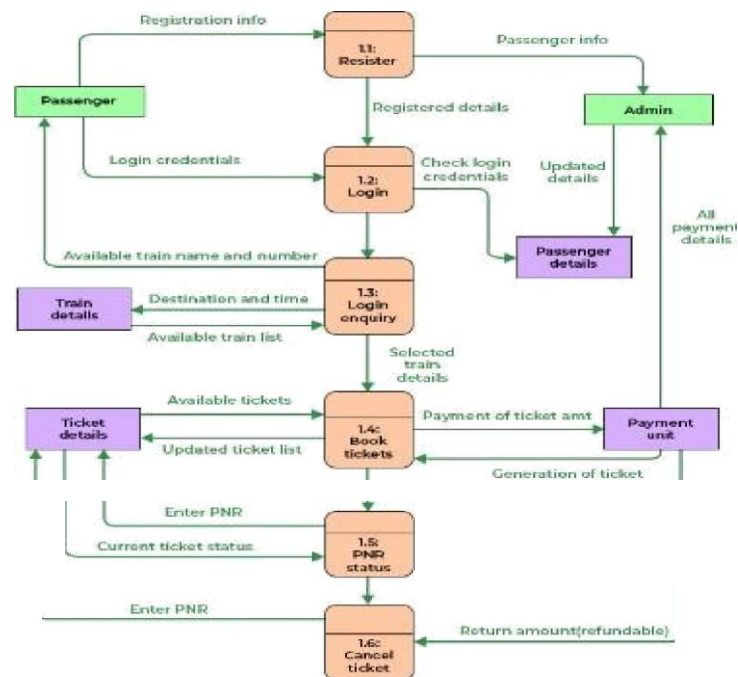 Registration info
1.1:
Resister
Passenger info
Passenger
Admin
Registered details
Login credentials
1.2:
Login
Check login
credentials
Updated
details
All
payment
details
Available train name and number
Passenger
details
1.3:
Login
enquiry
Train
details
Destination and time
Available train list
Selected
train
details
Available tickets
Ticket
details
1.4:
Book
tickets
Payment of ticket amt
Payment
unit
Updated ticket list
Generation of ticket
Enter PNR
1.5:
PNR
status
Current ticket status
Enter PNR
1.6:
Cancel
ticket
Return amount(refundable)